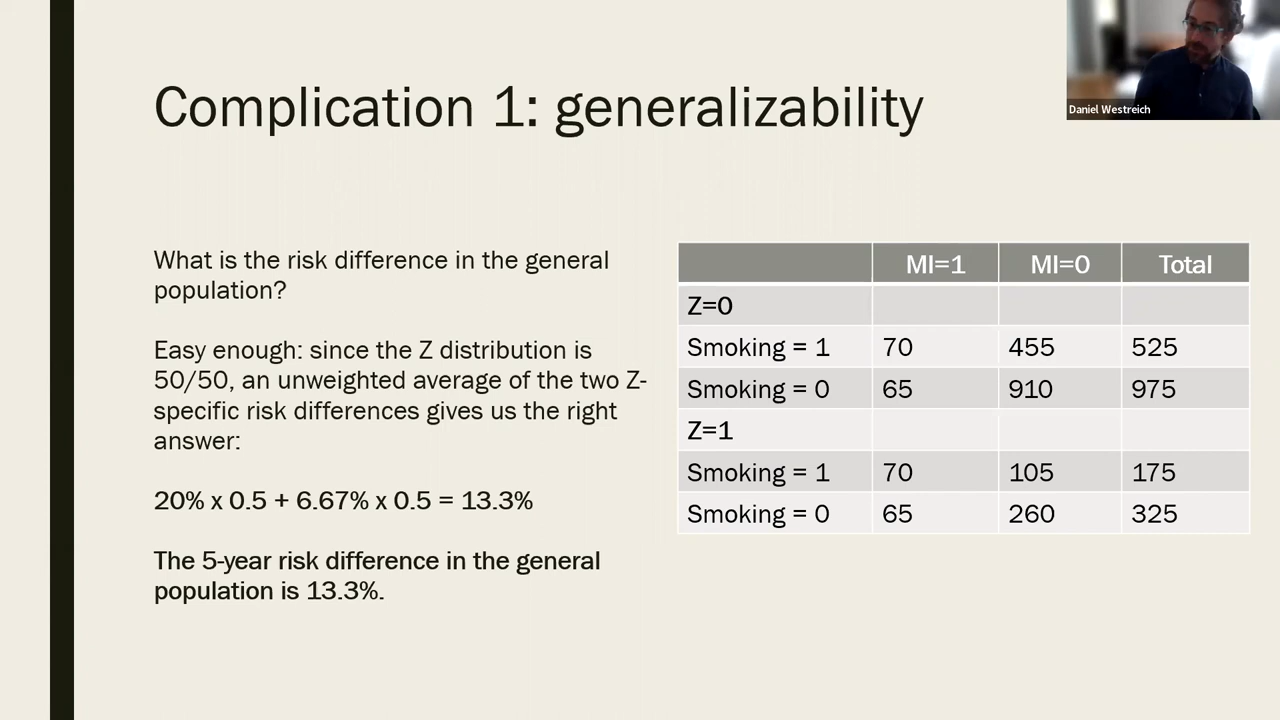 Daniel Westreich
Complication 1: generalizability
What is the risk difference in the general
population?
Easy enough: since the Z distribution is
50/50, an unweighted average of the two Z-
specific risk differences gives us the right
answer:
20% x 0.5 + 6.67% x 0.5 = 13.3%
The 5-year risk difference in the general
population is 13.3%.
MI=1 MI=0 Total
Z=0
Smoking = 1 70 455 525
Smoking = 0 65 910 975
Z=1
Smoking = 1 70 105 175
Smoking = 0 65 260 325